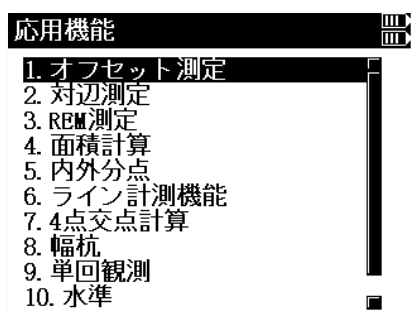 応用機能
1. オフセット測定
2. 対辺測定
3. REM測定
4. 面積計算
5. 内外分点
6. ライン計測機能
7. 4点交点計算
8. 幅杭
9. 単回観測
10. 水準